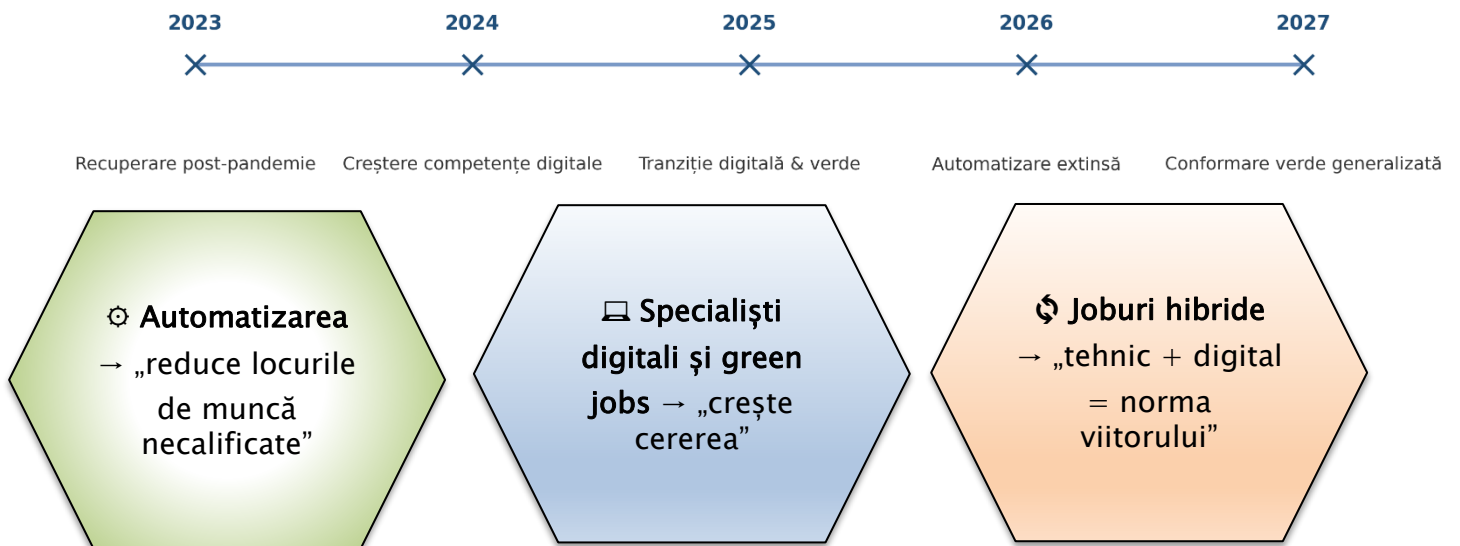 2023 2024 2025 2026 2027
Recuperare post-pandemie Creștere competențe digitale Tranziție digitală & verde Automatizare extinsă Conformare verde generalizată
⚙ Automatizarea
→ „reduce locurile
de muncă
necalificate”
💻 Specialiști
digitali și green
jobs → „crește
cererea”
🔄 Joburi hibride
→ „tehnic + digital
= norma
viitorului”